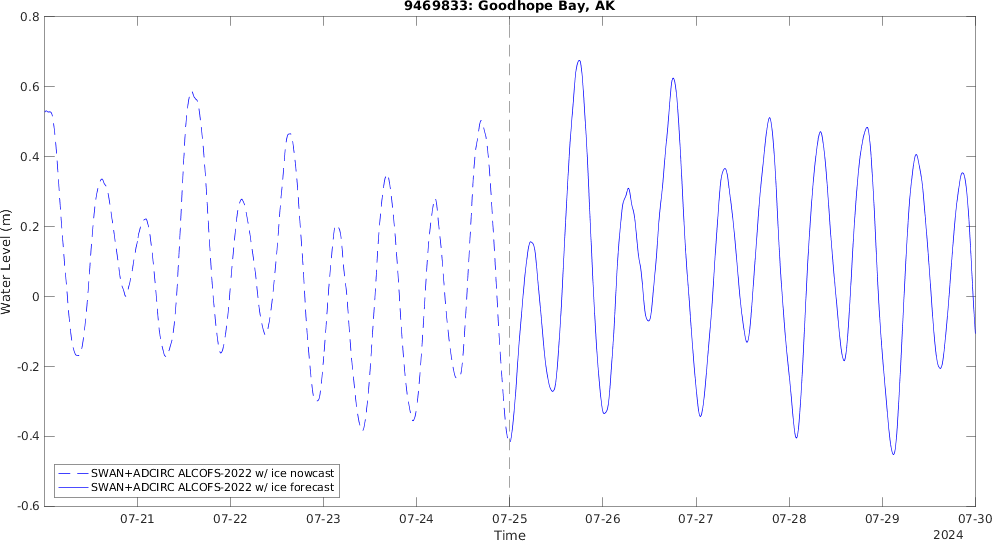 9469833: Goodhope Bay, AK
Water Level (m)
0.8
0.6
0.4
0.2
0
-0.2
-0.4
-0.6
SWAN+ADCIRC ALCOFS-2022 w/ ice nowcast
SWAN+ADCIRC ALCOFS-2022 w/ ice forecast
07-21 07-22 07-23 07-24 07-25 07-26 07-27 07-28 07-29 07-30
Time
2024